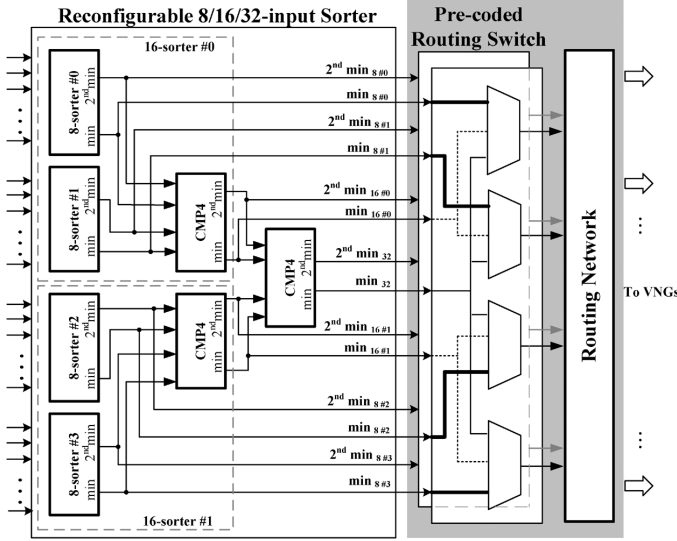 Reconfigurable 8/16/32-input Sorter
Pre-coded
Routing Switch
16-sorter #0
8-sorter #0
2nd min
min
8-sorter #1
2nd min
min
CMP4
2nd min
min
CMP4
2nd min
min
8-sorter #2
2nd min
min
CMP4
2nd min
min
8-sorter #3
2nd min
min
16-sorter #1
2nd min 8 #0
min 8 #0
2nd min 8 #1
min 8 #1
2nd min 16 #0
min 16 #0
2nd min 32
min 32
2nd min 16 #1
min 16 #1
2nd min 8 #2
min 8 #2
2nd min 8 #3
min 8 #3
Routing Network
To VNGs